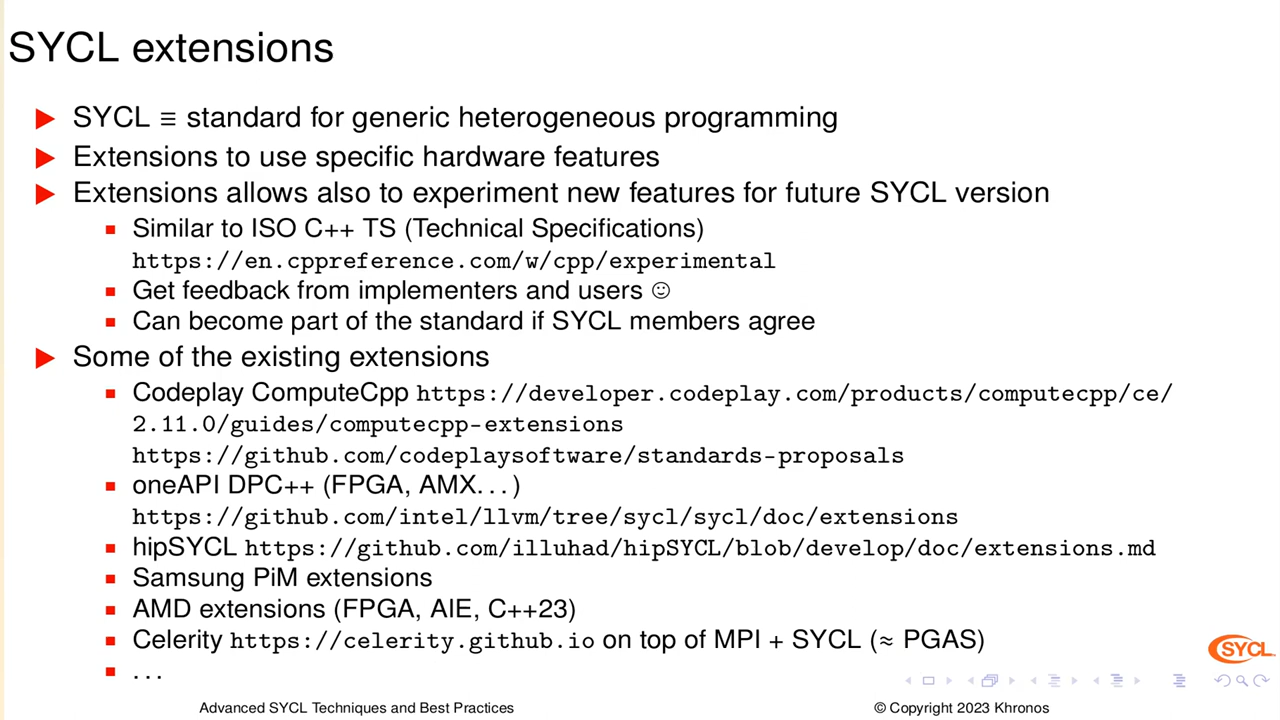 SYCL extensions
SYCL ≡ standard for generic heterogeneous programming
Extensions to use specific hardware features
Extensions allows also to experiment new features for future SYCL version
Similar to ISO C++ TS (Technical Specifications)
https://en.cppreference.com/w/cpp/experimental
Get feedback from implementers and users ☺
Can become part of the standard if SYCL members agree
Some of the existing extensions
Codeplay ComputeCpp https://developer.codeplay.com/products/computecpp/ce/
2.11.0/guides/computecpp-extensions
https://github.com/codeplaysoftware/standards-proposals
oneAPI DPC++ (FPGA, AMX...)
https://github.com/intel/llvm/tree/sycl/sycl/doc/extensions
hipSYCL https://github.com/illuhad/hipSYCL/blob/develop/doc/extensions.md
Samsung PiM extensions
AMD extensions (FPGA, AIE, C++23)
Celerity https://celerity.github.io on top of MPI + SYCL (≈ PGAS)
...
SYCL
Advanced SYCL Techniques and Best Practices
© Copyright 2023 Khronos